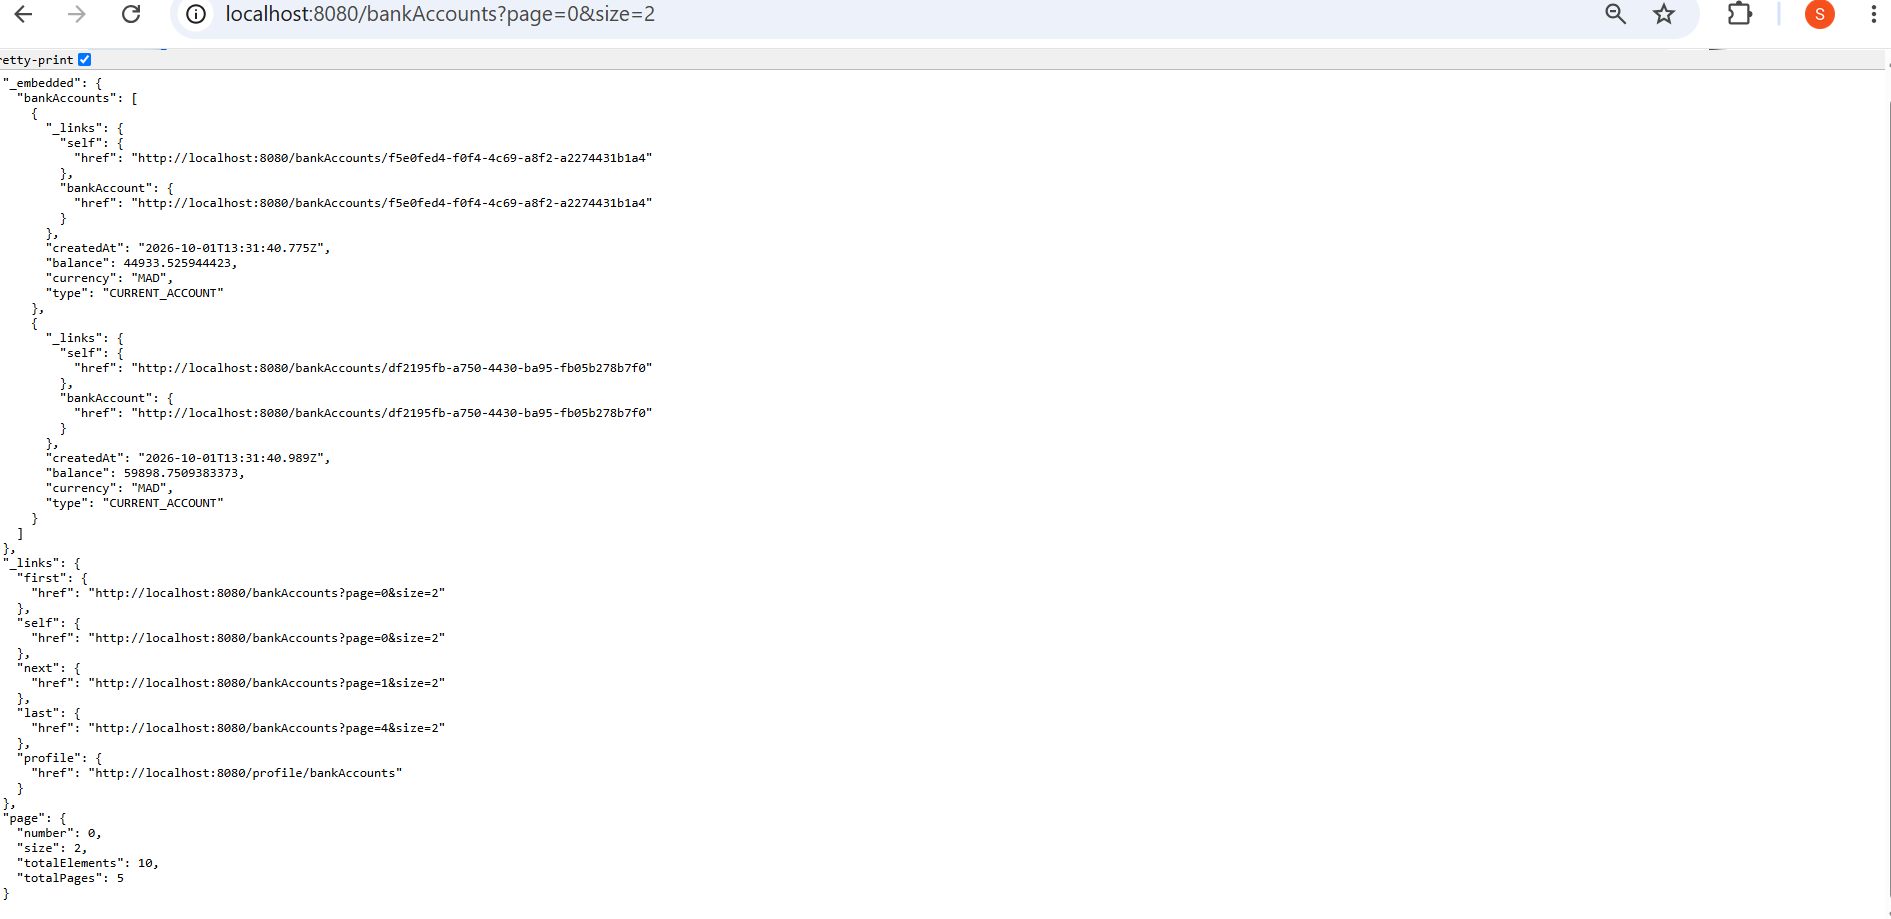 localhost:8080/bankAccounts?page=0&size=2
S
retty-print
"_embedded": {
"bankAccounts": [
{
"_links": {
"self": {
"href": "http://localhost:8080/bankAccounts/f5e0fed4-f0f4-4c69-a8f2-a2274431b1a4"
},
"bankAccount": {
"href": "http://localhost:8080/bankAccounts/f5e0fed4-f0f4-4c69-a8f2-a2274431b1a4"
}
},
"createdAt": "2026-10-01T13:31:40.775Z",
"balance": 44933.525944423,
"currency": "MAD",
"type": "CURRENT_ACCOUNT"
},
{
"_links": {
"self": {
"href": "http://localhost:8080/bankAccounts/df2195fb-a750-4430-ba95-fb05b278b7f0"
},
"bankAccount": {
"href": "http://localhost:8080/bankAccounts/df2195fb-a750-4430-ba95-fb05b278b7f0"
}
},
"createdAt": "2026-10-01T13:31:40.989Z",
"balance": 59898.7509383373,
"currency": "MAD",
"type": "CURRENT_ACCOUNT"
}
]
},
"_links": {
"first": {
"href": "http://localhost:8080/bankAccounts?page=0&size=2"
},
"self": {
"href": "http://localhost:8080/bankAccounts?page=0&size=2"
},
"next": {
"href": "http://localhost:8080/bankAccounts?page=1&size=2"
},
"last": {
"href": "http://localhost:8080/bankAccounts?page=4&size=2"
},
"profile": {
"href": "http://localhost:8080/profile/bankAccounts"
}
},
"page": {
"number": 0,
"size": 2,
"totalElements": 10,
"totalPages": 5
}